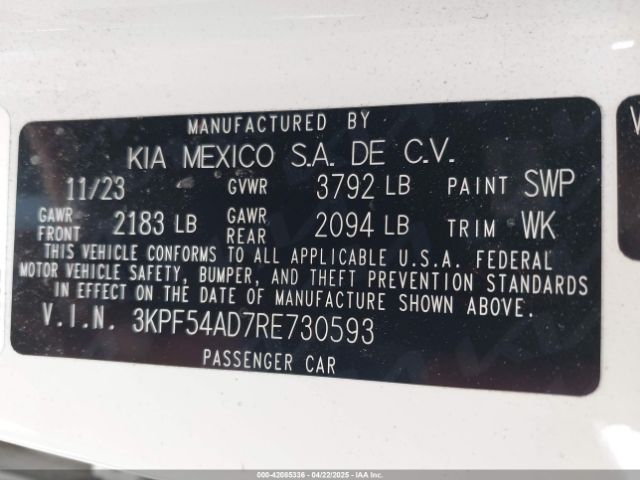 MANUFACTURED BY
KIA MEXICO S.A. DE C.V.
11/23 GVWR 3792 LB PAINT SWP
GAWR FRONT 2183 LB GAWR REAR 2094 LB TRIM WK
THIS VEHICLE CONFORMS TO ALL APPLICABLE U.S.A. FEDERAL
MOTOR VEHICLE SAFETY, BUMPER, AND THEFT PREVENTION STANDARDS
IN EFFECT ON THE DATE OF MANUFACTURE SHOWN ABOVE.
V.I.N. 3KPF54AD7RE730593
PASSENGER CAR
V
000-42085336 - 04/22/2025 - IAA Inc.